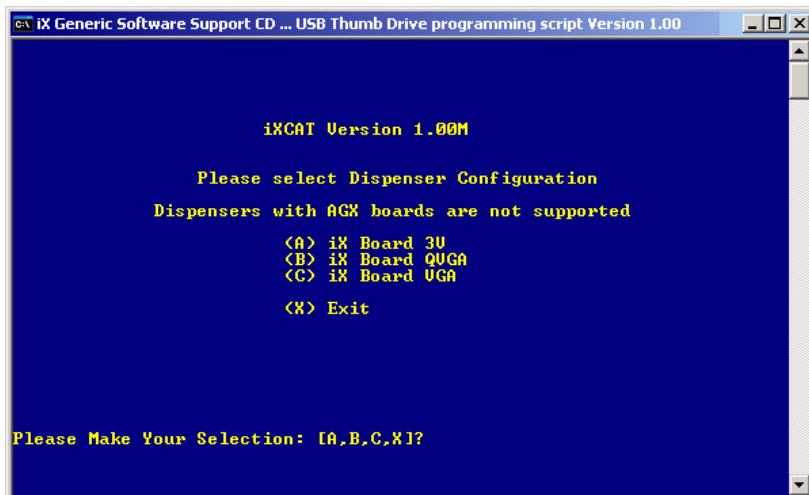 iX Generic Software Support CD ... USB Thumb Drive programming script Version 1.00
iXCAT Version 1.00M
Please select Dispenser Configuration
Dispensers with AGX boards are not supported
(A) iX Board 3V
(B) iX Board QVGA
(C) iX Board VGA
(X) Exit
Please Make Your Selection: [A,B,C,X]?